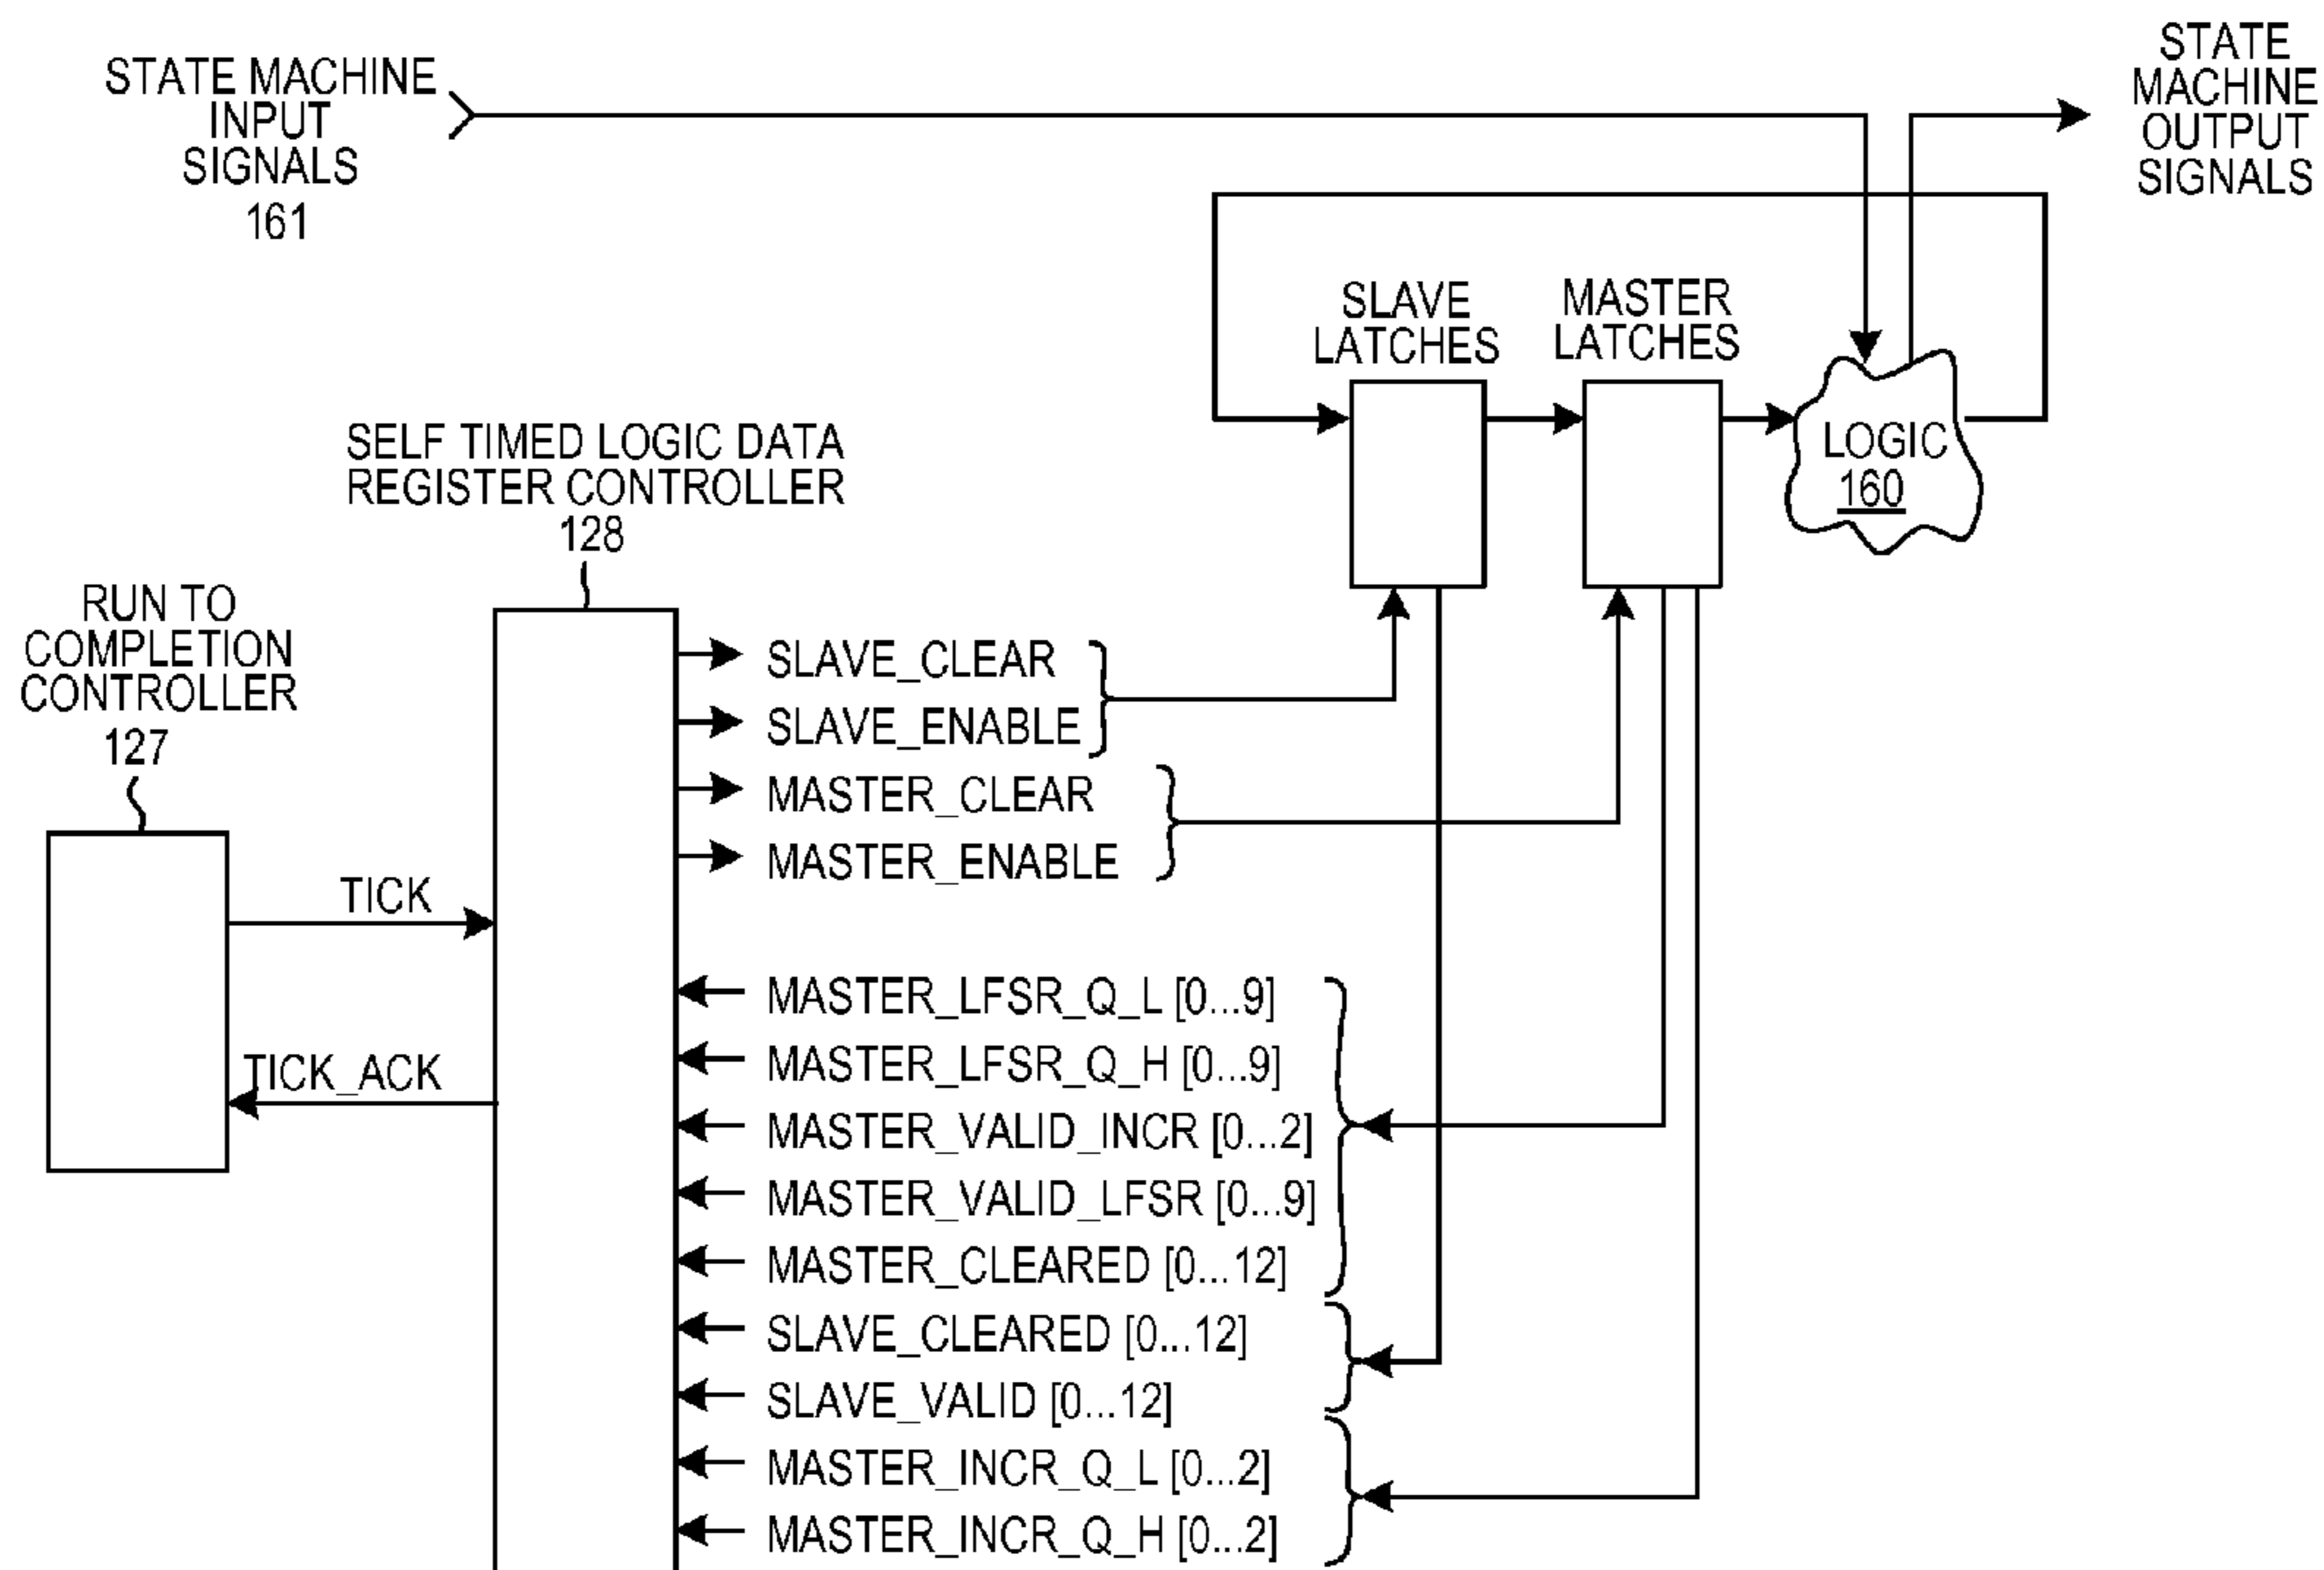 STATE MACHINE
INPUT
SIGNALS
161
STATE
MACHINE
OUTPUT
SIGNALS
SLAVE
LATCHES
MASTER
LATCHES
LOGIC
160
SELF TIMED LOGIC DATA
REGISTER CONTROLLER
128
RUN TO
COMPLETION
CONTROLLER
127
TICK
TICK_ACK
SLAVE_CLEAR
SLAVE_ENABLE
MASTER_CLEAR
MASTER_ENABLE
MASTER_LFSR_Q_L [0...9]
MASTER_LFSR_Q_H [0...9]
MASTER_VALID_INCR [0...2]
MASTER_VALID_LFSR [0...9]
MASTER_CLEARED [0...12]
SLAVE_CLEARED [0...12]
SLAVE_VALID [0...12]
MASTER_INCR_Q_L [0...2]
MASTER_INCR_Q_H [0...2]